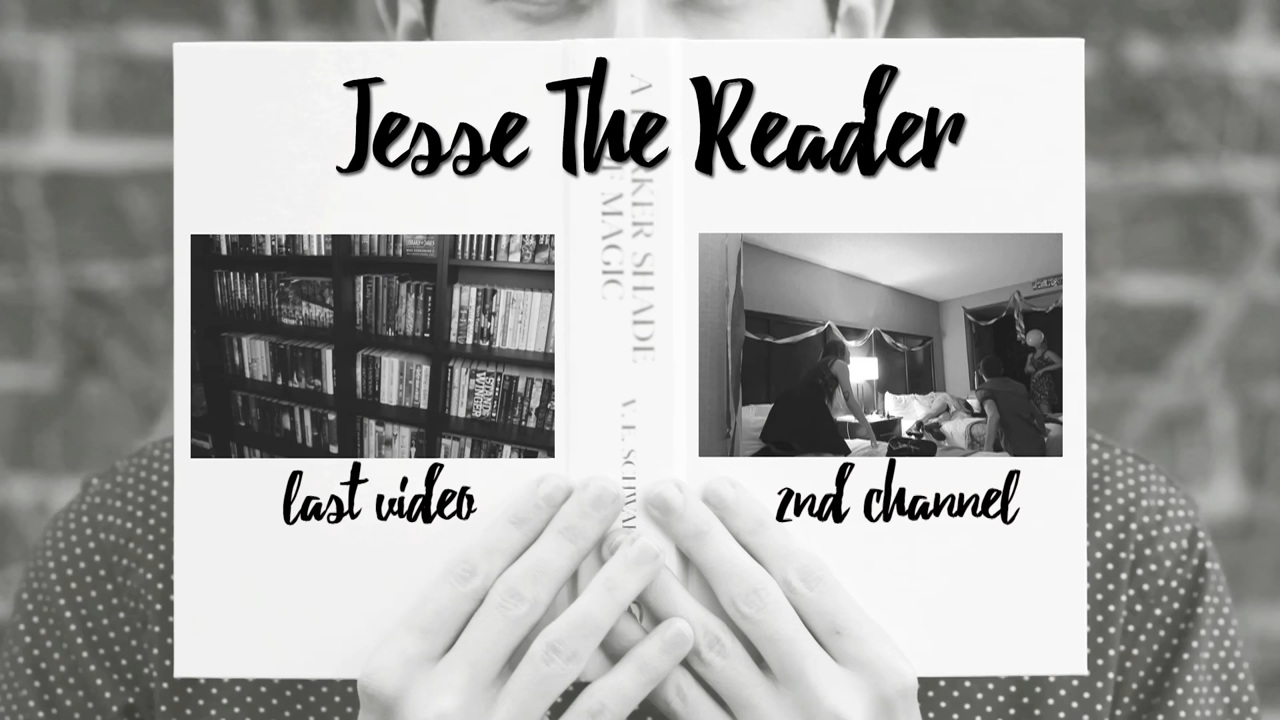 Jesse The Reader
A DARKER SHADE
OF MAGIC
V.E. SCHWAB
last video
2nd channel